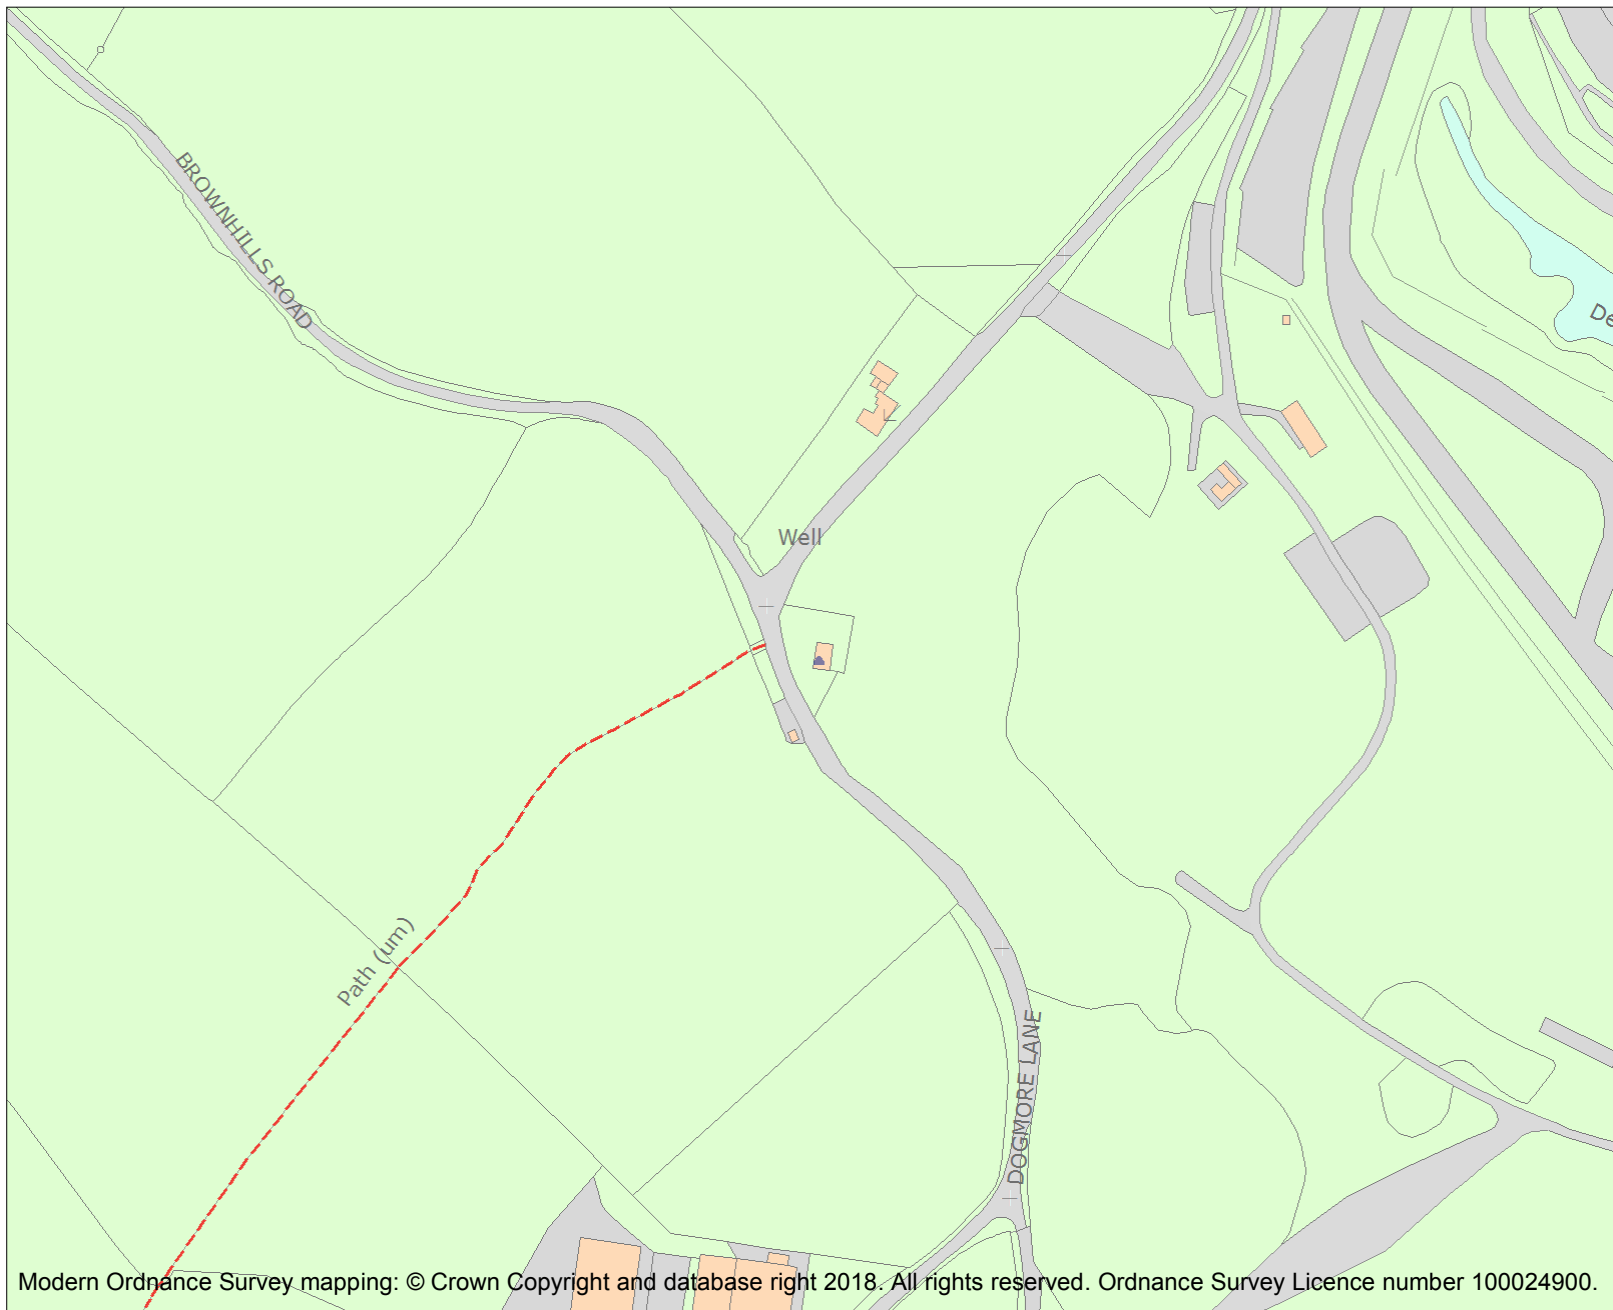 BROWNHILLS ROAD
De
Well
Path (um)
DOGMORE LANE
Modern Ordnance Survey mapping: © Crown Copyright and database right 2018. All rights reserved. Ordnance Survey Licence number 100024900.